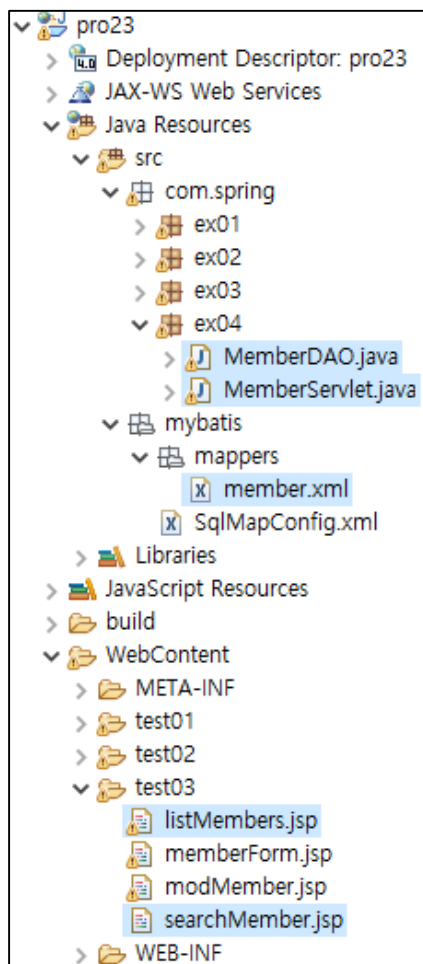 pro23
Deployment Descriptor: pro23
JAX-WS Web Services
Java Resources
src
com.spring
ex01
ex02
ex03
ex04
MemberDAO.java
MemberServlet.java
mybatis
mappers
member.xml
SqlMapConfig.xml
Libraries
JavaScript Resources
build
WebContent
META-INF
test01
test02
test03
listMembers.jsp
memberForm.jsp
modMember.jsp
searchMember.jsp
WEB-INF